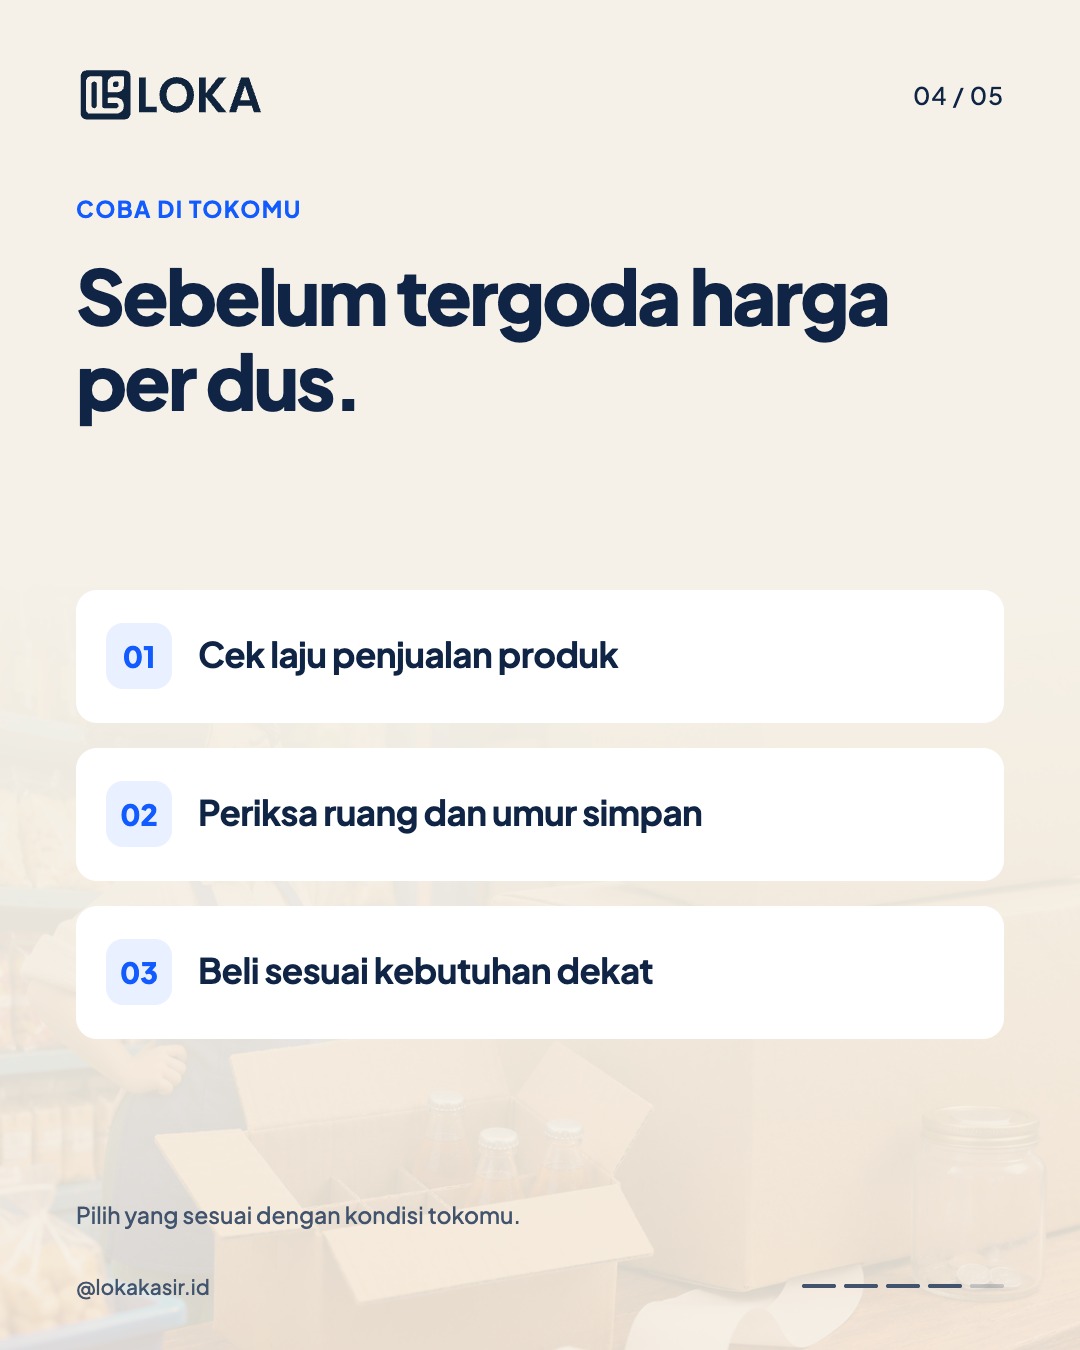 LOKA
04 / 05
COBA DI TOKOMU
Sebelum tergoda harga
per dus.
01 Cek laju penjualan produk
02 Periksa ruang dan umur simpan
03 Beli sesuai kebutuhan dekat
Pilih yang sesuai dengan kondisi tokomu.
@lokakasir.id